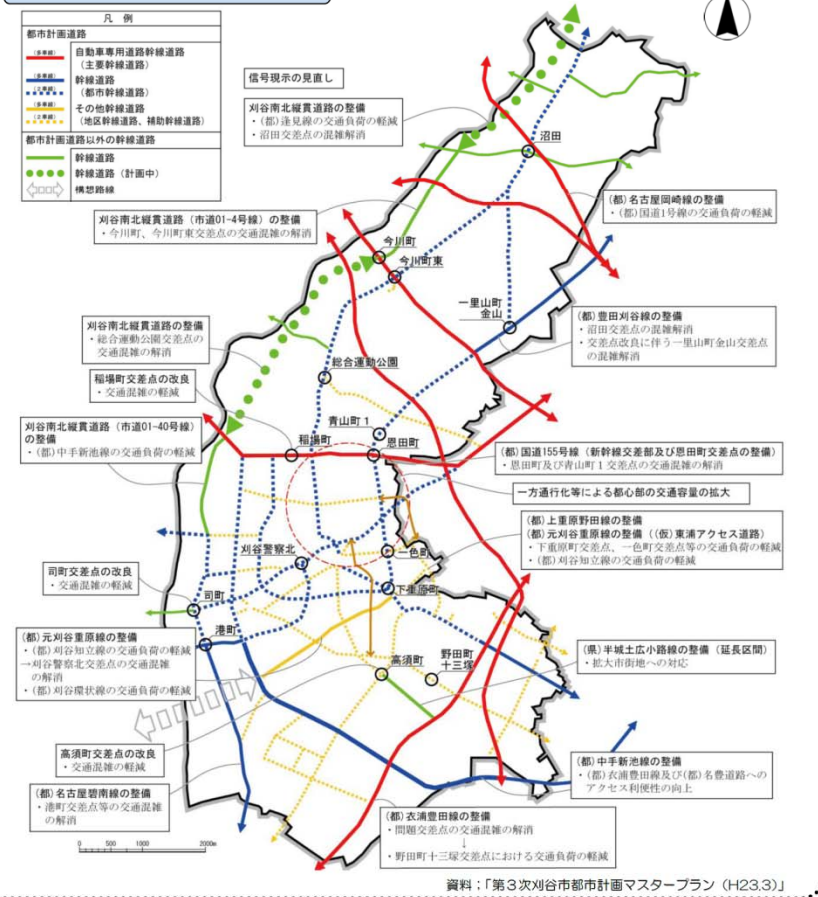 凡 例
都市計画道路
(多車線)
自動車専用道路幹線道路
(主要幹線道路)
(多車線)
幹線道路
(2車線)
(都市幹線道路)
(多車線)
その他幹線道路
(2車線)
(地区幹線道路、補助幹線道路)
都市計画道路以外の幹線道路
幹線道路
幹線道路(計画中)
構想路線
信号現示の見直し
刈谷南北縦貫道路の整備
・(都)逢見線の交通負荷の軽減
・沼田交差点の混雑解消
沼田
(都)名古屋岡崎線の整備
・(都)国道1号線の交通負荷の軽減
刈谷南北縦貫道路(市道01-4号線)の整備
・今川町、今川町東交差点の交通混雑の解消
今川町
今川町東
一里山町
金山
(都)豊田刈谷線の整備
・沼田交差点の混雑解消
・交差点改良に伴う一里山町金山交差点
の混雑解消
刈谷南北縦貫道路の整備
・総合運動公園交差点の
交通混雑の解消
総合運動公園
稲場町交差点の改良
・交通混雑の軽減
青山町1
刈谷南北縦貫道路(市道01-40号線)
の整備
・(都)中手新池線の交通負荷の軽減
稲場町
恩田町
(都)国道155号線(新幹線交差部及び恩田町交差点の整備)
・恩田町及び青山町1交差点の交通混雑の解消
一方通行化等による都心部の交通容量の拡大
(都)上重原野田線の整備
(都)元刈谷重原線の整備((仮)東浦アクセス道路)
・下重原町交差点、一色町交差点等の交通負荷の軽減
・(都)刈谷知立線の交通負荷の軽減
刈谷警察北
一色町
司町交差点の改良
・交通混雑の軽減
下重原町
司町
港町
(都)元刈谷重原線の整備
・(都)刈谷知立線の交通負荷の軽減
→刈谷警察北交差点の交通混雑
の解消
・(都)刈谷環状線の交通負荷の軽減
高須町
野田町
十三塚
(県)半城土広小路線の整備(延長区間)
・拡大市街地への対応
高須町交差点の改良
・交通混雑の軽減
(都)中手新池線の整備
・(都)衣浦豊田線及び(都)名豊道路への
アクセス利便性の向上
(都)名古屋碧南線の整備
・港町交差点等の交通混雑
の解消
(都)衣浦豊田線の整備
・問題交差点の交通混雑の解消
↓
・野田町十三塚交差点における交通負荷の軽減
0 500 1000 2000m
資料:「第3次刈谷市都市計画マスタープラン(H23.3)」